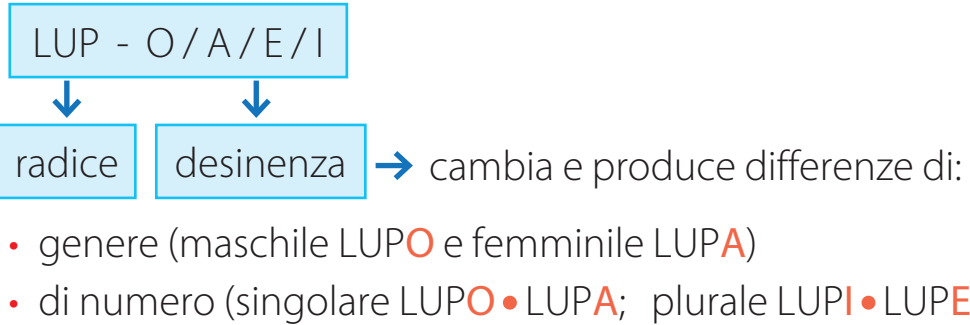 LUP - O / A / E / I
radice desinenza → cambia e produce differenze di:
• genere (maschile LUPO e femminile LUPA)
• di numero (singolare LUPO • LUPA; plurale LUPI • LUPE